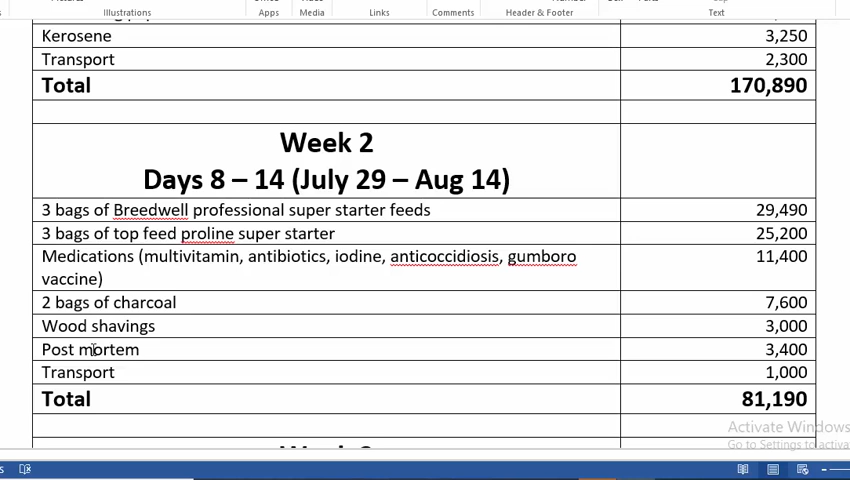 Illustrations
Apps
Media
Links
Comments
Header & Footer
Text
Kerosene 3,250
Transport 2,300
Total 170,890
Week 2
Days 8 – 14 (July 29 – Aug 14)
3 bags of Breedwell professional super starter feeds 29,490
3 bags of top feed proline super starter 25,200
Medications (multivitamin, antibiotics, iodine, anticoccidiosis, gumboro 11,400
vaccine)
2 bags of charcoal 7,600
Wood shavings 3,000
Post mortem 3,400
Transport 1,000
Total 81,190
Activate Windows
Go to Settings to activa